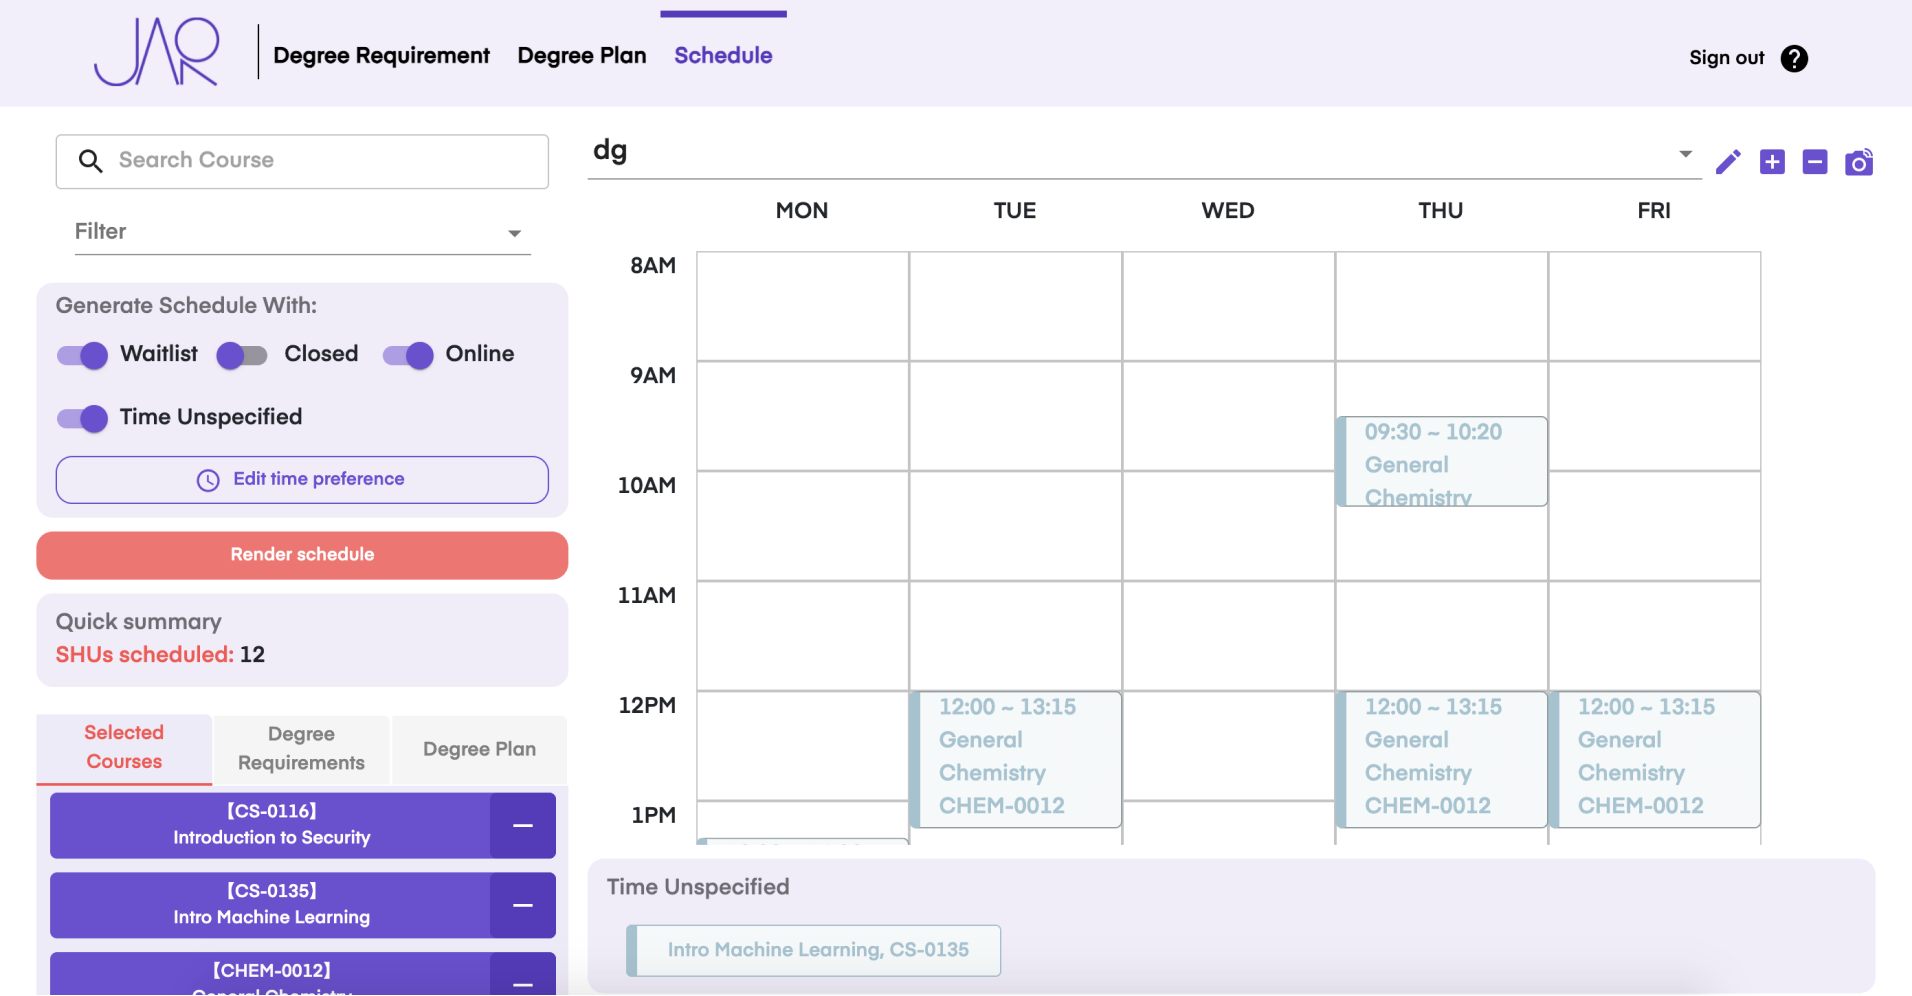 JAR
Degree Requirement
Degree Plan
Schedule
Sign out
Search Course
Filter
Generate Schedule With:
Waitlist
Closed
Online
Time Unspecified
Edit time preference
Render schedule
Quick summary
SHUs scheduled: 12
Selected
Courses
Degree
Requirements
Degree Plan
【CS-0116】
Introduction to Security
【CS-0135】
Intro Machine Learning
【CHEM-0012】
General Chemistry
dg
MON TUE WED THU FRI
8AM
9AM
09:30 ~ 10:20
General
Chemistry
10AM
11AM
12PM
12:00 ~ 13:15
General
Chemistry
CHEM-0012
12:00 ~ 13:15
General
Chemistry
CHEM-0012
12:00 ~ 13:15
General
Chemistry
CHEM-0012
1PM
Time Unspecified
Intro Machine Learning, CS-0135